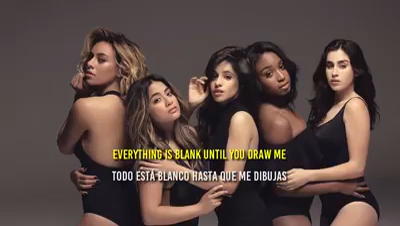 EVERYTHING IS BLANK UNTIL YOU DRAW ME
TODO ESTÁ BLANCO HASTA QUE ME DIBUJAS